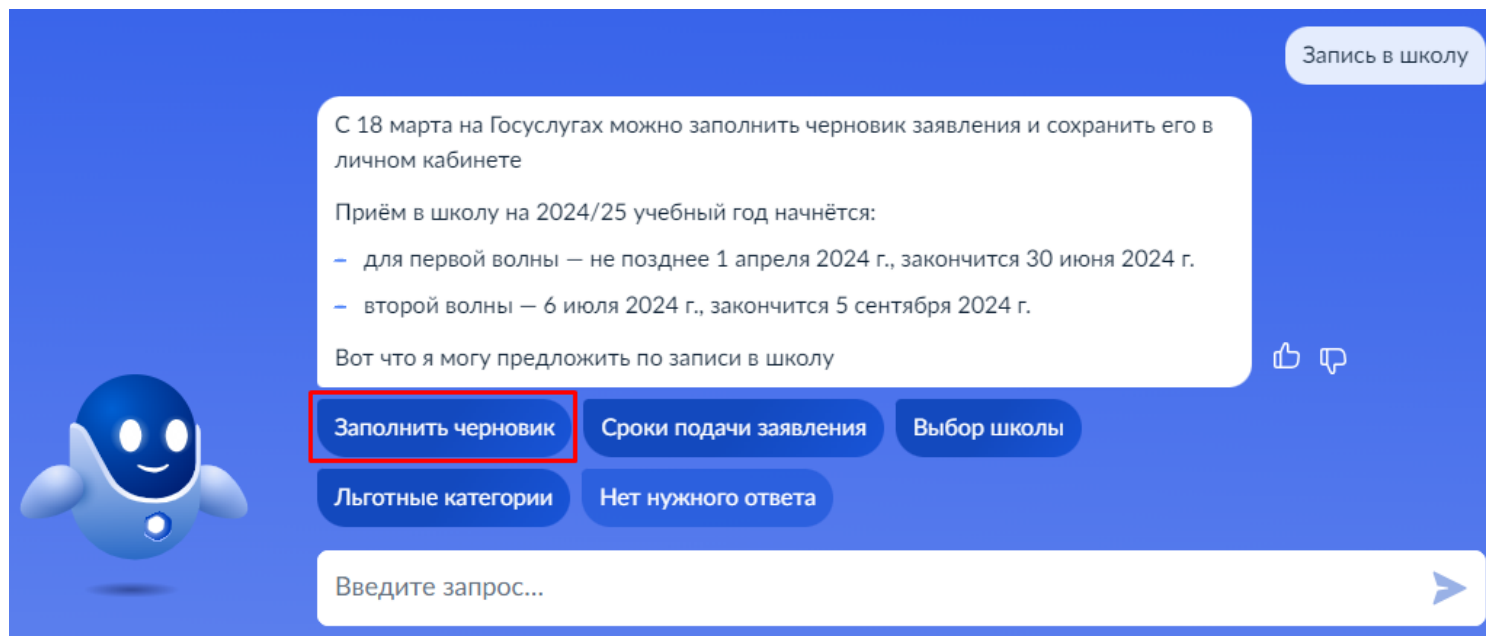 Запись в школу
С 18 марта на Госуслугах можно заполнить черновик заявления и сохранить его в
личном кабинете
Приём в школу на 2024/25 учебный год начнётся:
– для первой волны — не позднее 1 апреля 2024 г., закончится 30 июня 2024 г.
– второй волны — 6 июля 2024 г., закончится 5 сентября 2024 г.
Вот что я могу предложить по записи в школу
Заполнить черновик
Сроки подачи заявления
Выбор школы
Льготные категории
Нет нужного ответа
Введите запрос...